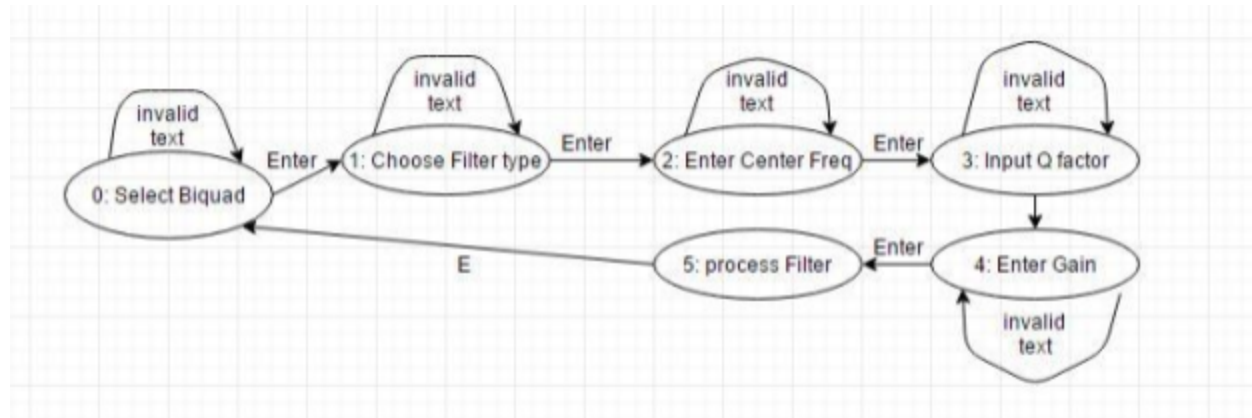 invalid
text
invalid
text
invalid
text
invalid
text
Enter
Enter
Enter
0: Select Biquad
1: Choose Filter type
2: Enter Center Freq
3: Input Q factor
E
5: process Filter
Enter
4: Enter Gain
invalid
text